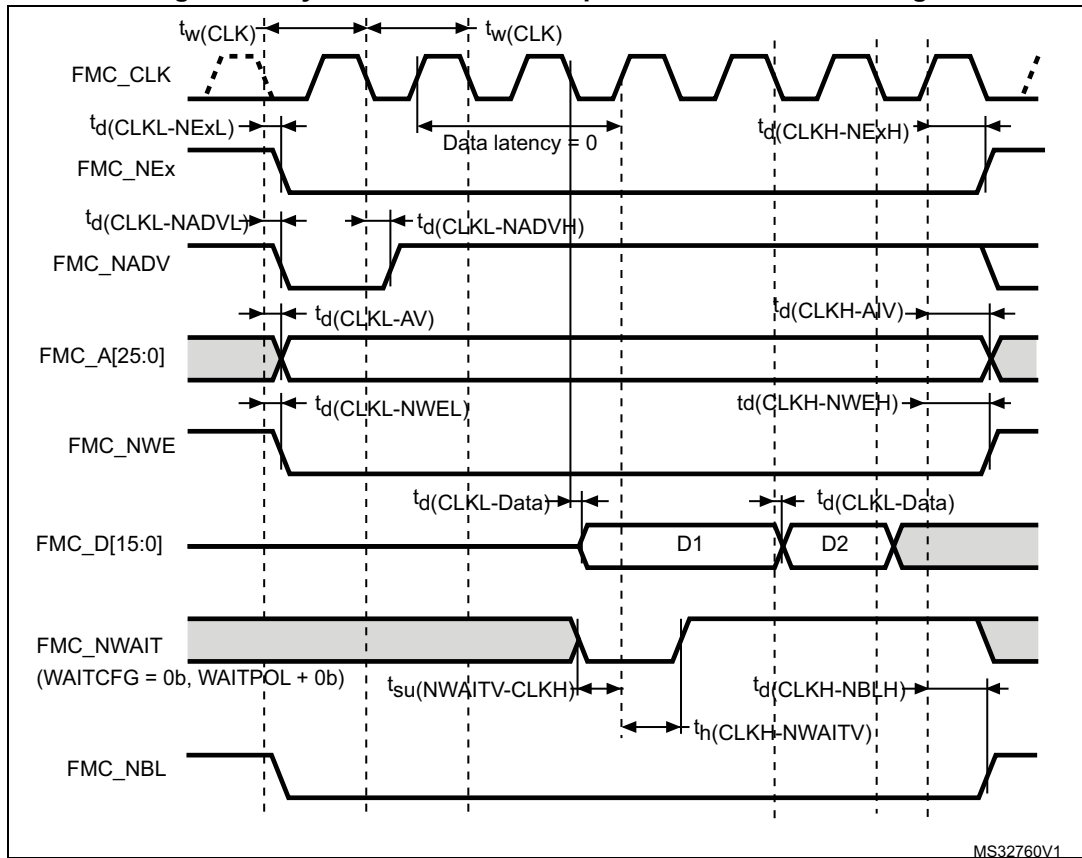 tw(CLK) tw(CLK)
FMC_CLK
td(CLKL-NExL) Data latency = 0 td(CLKH-NExH)
FMC_NEx
td(CLKL-NADVL) td(CLKL-NADVH)
FMC_NADV
td(CLKL-AV) td(CLKH-AIV)
FMC_A[25:0]
td(CLKL-NWEL) td(CLKH-NWEH)
FMC_NWE
td(CLKL-Data) td(CLKL-Data)
FMC_D[15:0] D1 D2
FMC_NWAIT
(WAITCFG = 0b, WAITPOL + 0b)
tsu(NWAITV-CLKH) td(CLKH-NBLH)
th(CLKH-NWAITV)
FMC_NBL
MS32760V1